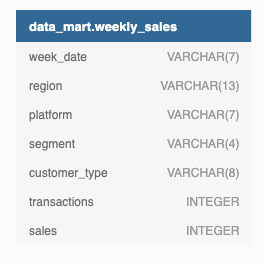 data_mart.weekly_sales
week_date VARCHAR(7)
region VARCHAR(13)
platform VARCHAR(7)
segment VARCHAR(4)
customer_type VARCHAR(8)
transactions INTEGER
sales INTEGER